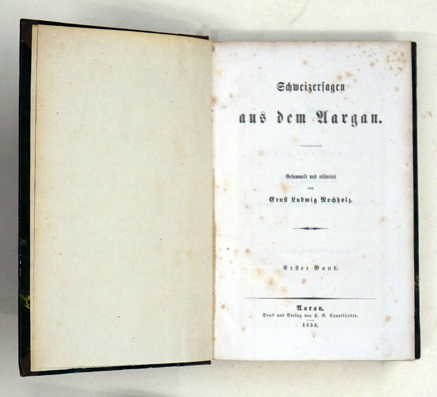 Schweizersagen
aus dem Aargau.
Gesammelt und erläutert
von
Ernst Ludwig Rochholz.
Erster Band.
Aarau.
Druck und Verlag von H. R. Sauerländer.
1856.